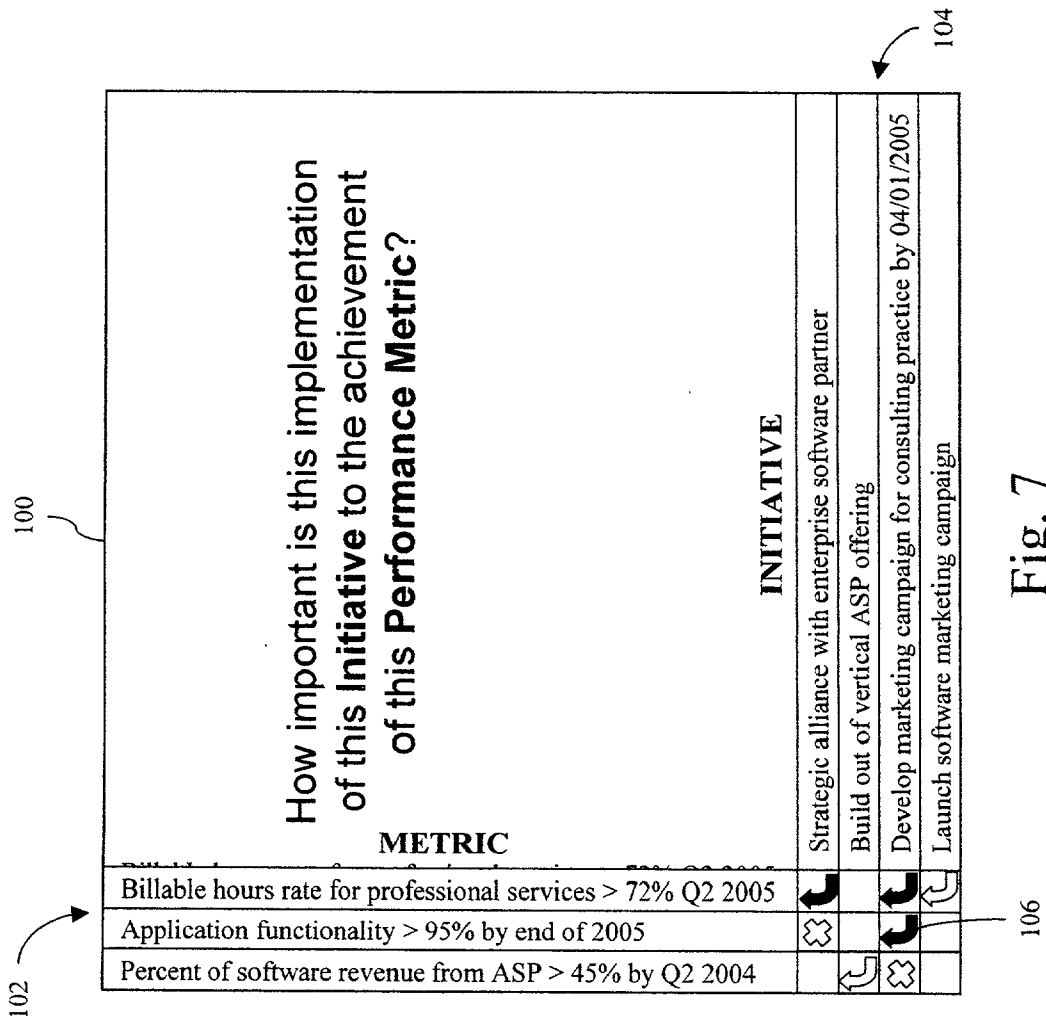 100
102
How important is this implementation
of this Initiative to the achievement
of this Performance Metric?
METRIC
INITIATIVE
Billable hours rate for professional services > 72% Q2 2005
Application functionality > 95% by end of 2005
Percent of software revenue from ASP > 45% by Q2 2004
Strategic alliance with enterprise software partner
Build out of vertical ASP offering
Develop marketing campaign for consulting practice by 04/01/2005
Launch software marketing campaign
104
106
Fig. 7